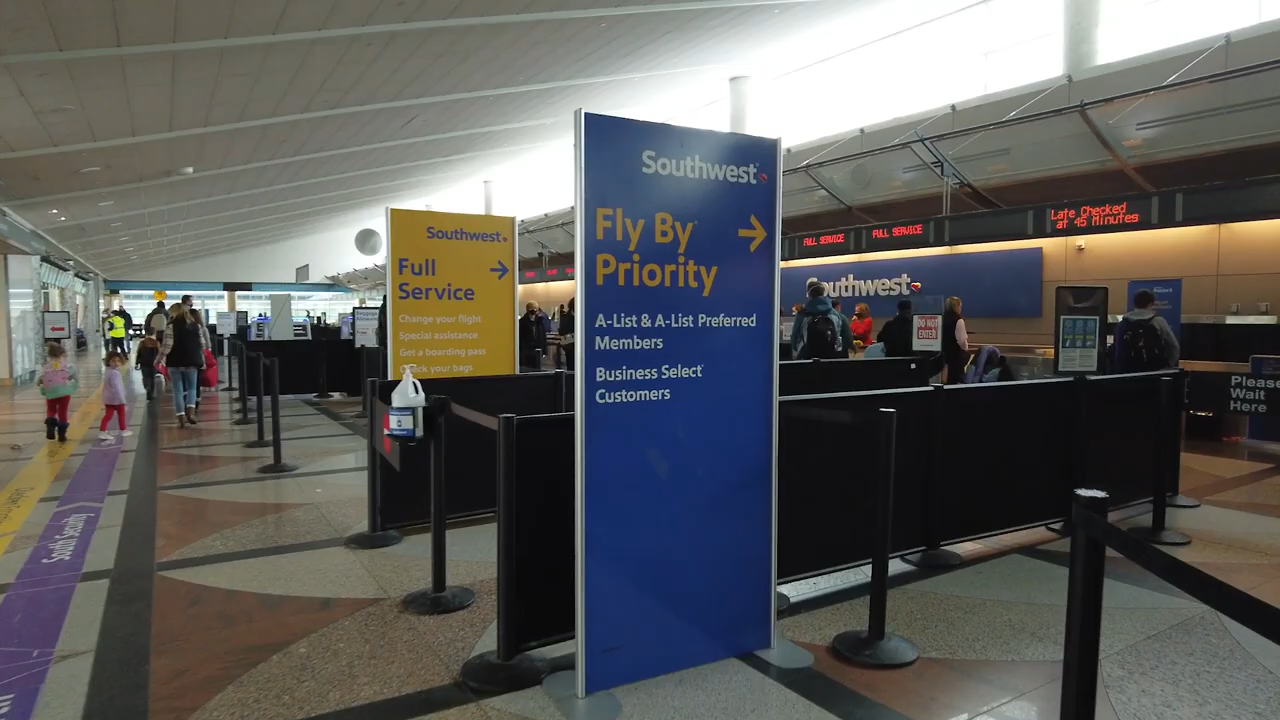 Southwest
Fly By
Priority
A-List & A-List Preferred
Members
Business Select
Customers
Southwest
Full
Service
Change your flight
Special assistance
Get a boarding pass
Check your bags
FULL SERVICE
FULL SERVICE
Late Checked
at 45 Minutes
Southwest
DO NOT
ENTER
Please
Wait
Here
South Security